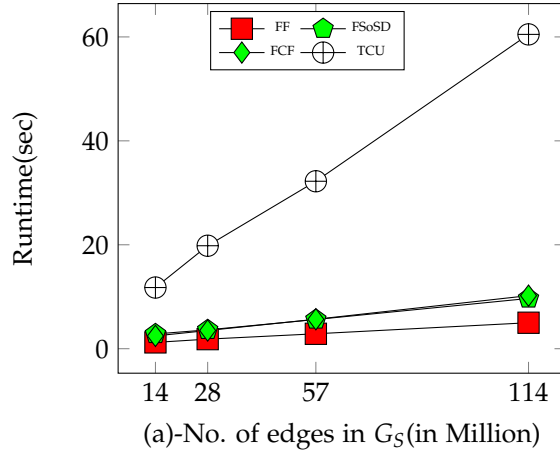 60
40
20
0
Runtime(sec)
FF FSoSD
FCF TCU
14 28 57 114
(a)-No. of edges in G_S(in Million)